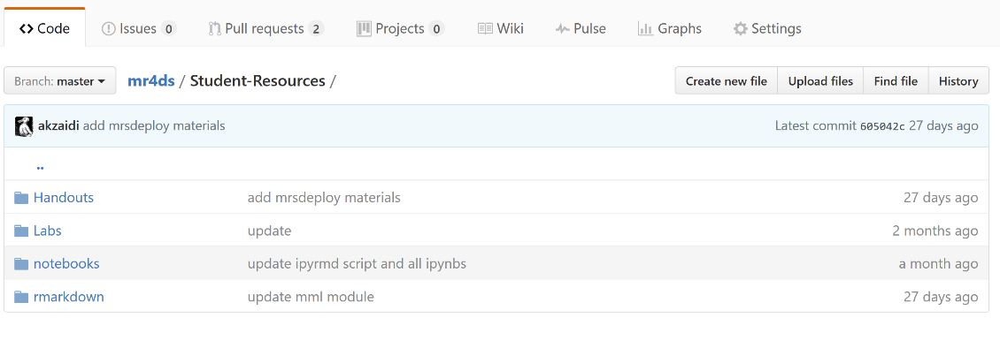 Code Issues 0 Pull requests 2 Projects 0 Wiki Pulse Graphs Settings
Branch: master mr4ds / Student-Resources / Create new file Upload files Find file History
akzaidi add mrsdeploy materials Latest commit 605042c 27 days ago
..
Handouts add mrsdeploy materials 27 days ago
Labs update 2 months ago
notebooks update ipyrmd script and all ipynbs a month ago
rmarkdown update mml module 27 days ago